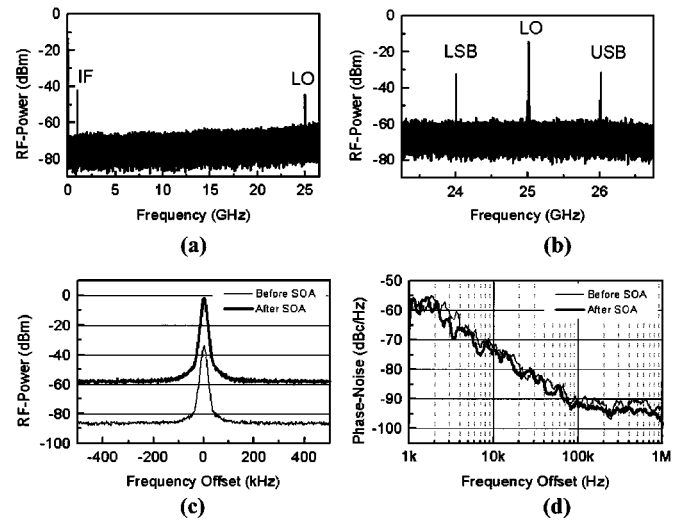 0
-20
-40
-60
-80
RF-Power (dBm)
IF
LO
0 5 10 15 20 25
Frequency (GHz)
(a)
0
-20
-40
-60
-80
RF-Power (dBm)
LSB
LO
USB
24 25 26
Frequency (GHz)
(b)
0
-20
-40
-60
-80
-100
RF-Power (dBm)
Before SOA
After SOA
-400 -200 0 200 400
Frequency Offset (kHz)
(c)
-50
-60
-70
-80
-90
-100
Phase-Noise (dBc/Hz)
Before SOA
After SOA
1k 10k 100k 1M
Frequency Offset (Hz)
(d)